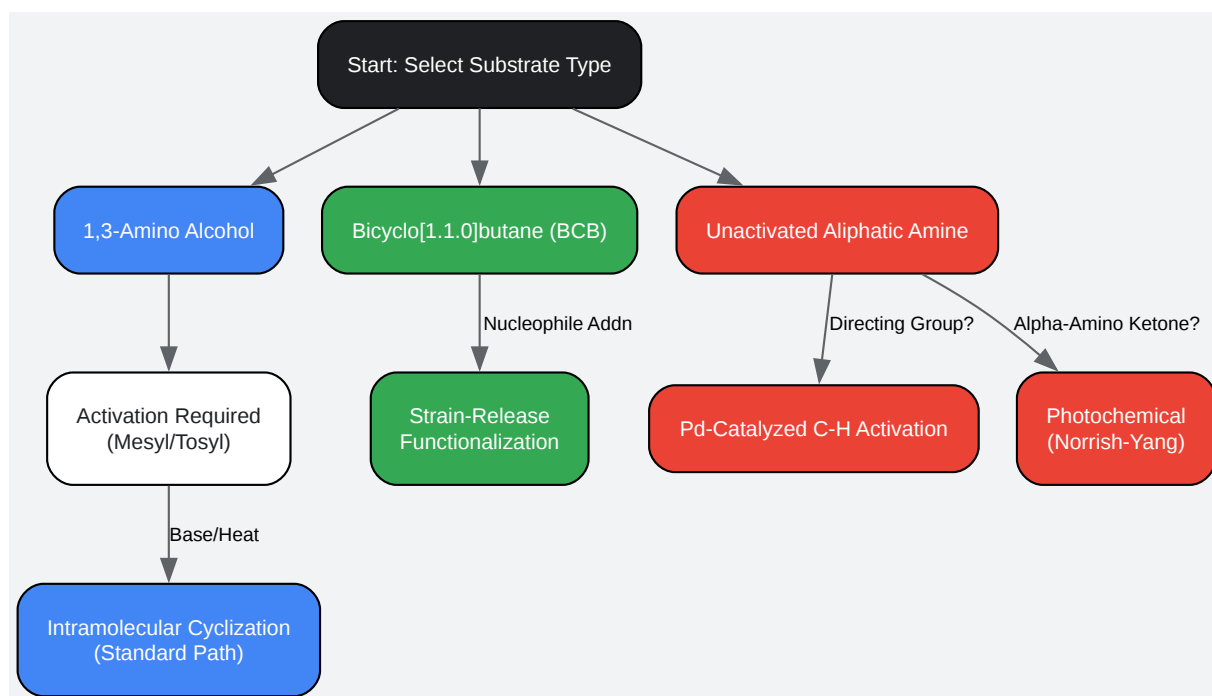 Start: Select Substrate Type
1,3-Amino Alcohol
Bicyclo[1.1.0]butane (BCB)
Unactivated Aliphatic Amine
Nucleophile Addn
Directing Group?
Alpha-Amino Ketone?
Activation Required
(Mesyl/Tosyl)
Strain-Release
Functionalization
Pd-Catalyzed C-H Activation
Photochemical
(Norrish-Yang)
Base/Heat
Intramolecular Cyclization
(Standard Path)